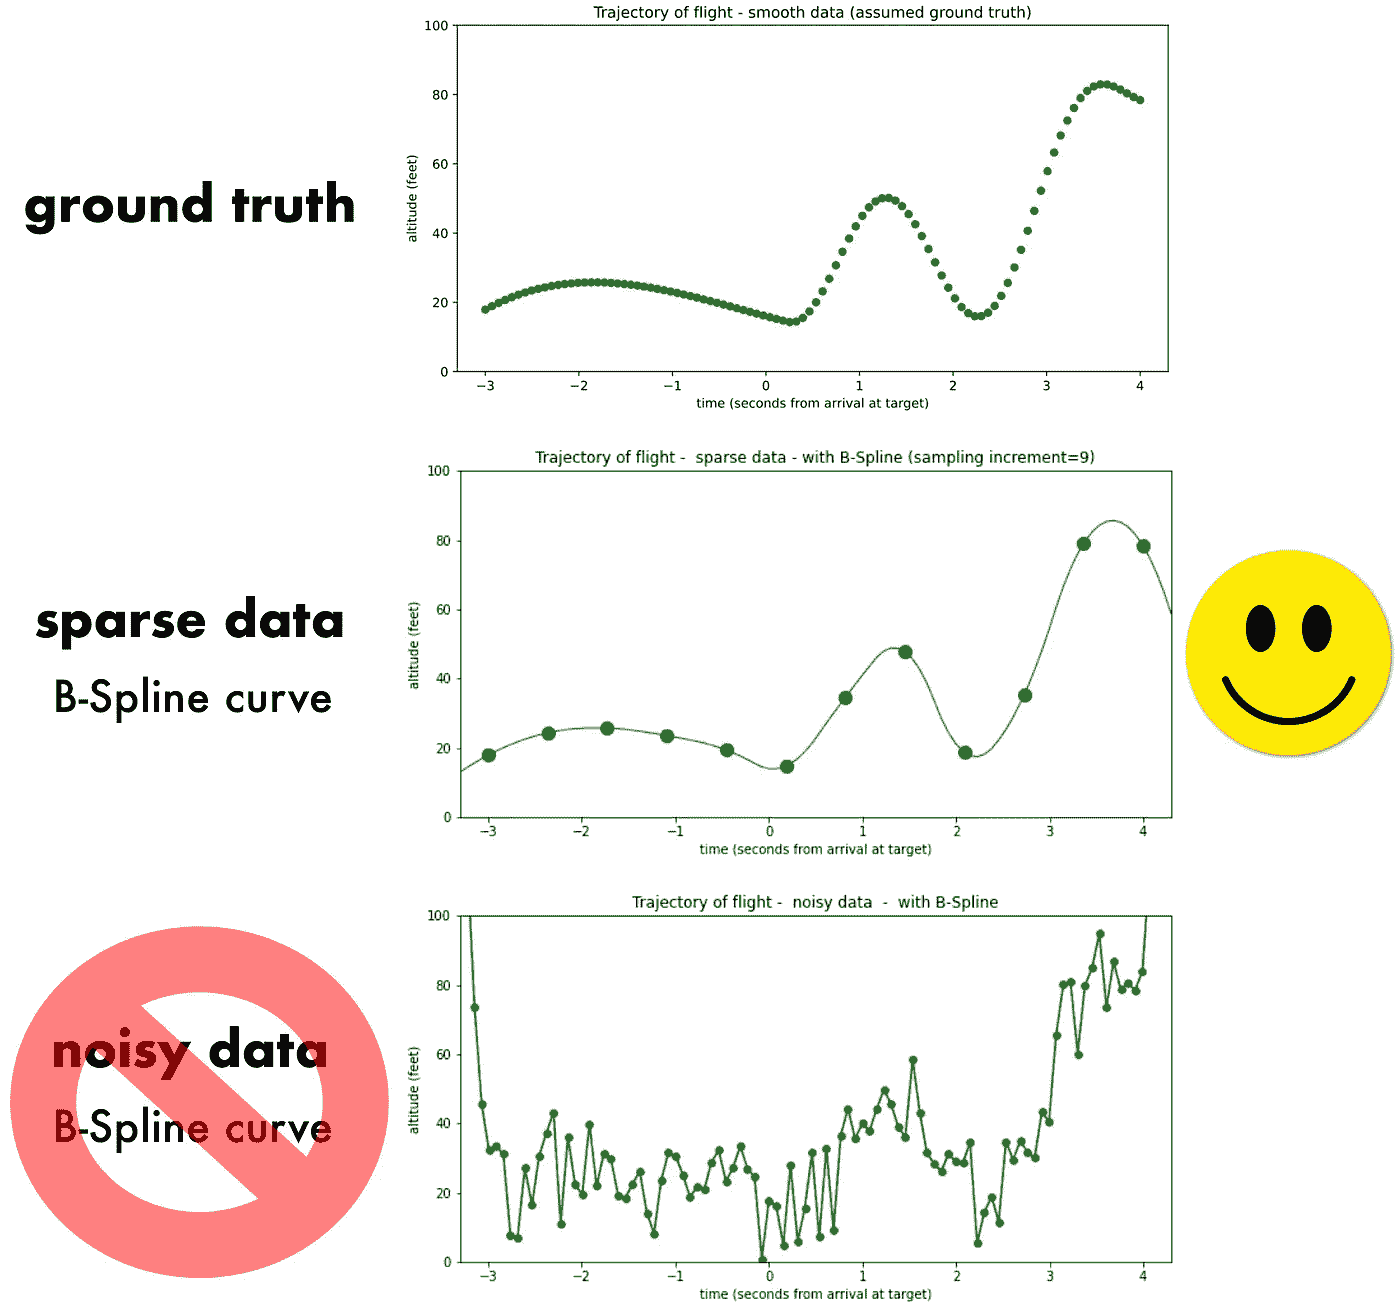 Trajectory of flight - smooth data (assumed ground truth)
100
80
60
40
20
0
altitude (feet)
−3 −2 −1 0 1 2 3 4
time (seconds from arrival at target)
ground truth
Trajectory of flight -  sparse data - with B-Spline (sampling increment=9)
100
80
60
40
20
0
altitude (feet)
−3 −2 −1 0 1 2 3 4
time (seconds from arrival at target)
sparse data
B-Spline curve
Trajectory of flight -  noisy data  -  with B-Spline
100
80
60
40
20
0
altitude (feet)
−3 −2 −1 0 1 2 3 4
time (seconds from arrival at target)
noisy data
B-Spline curve